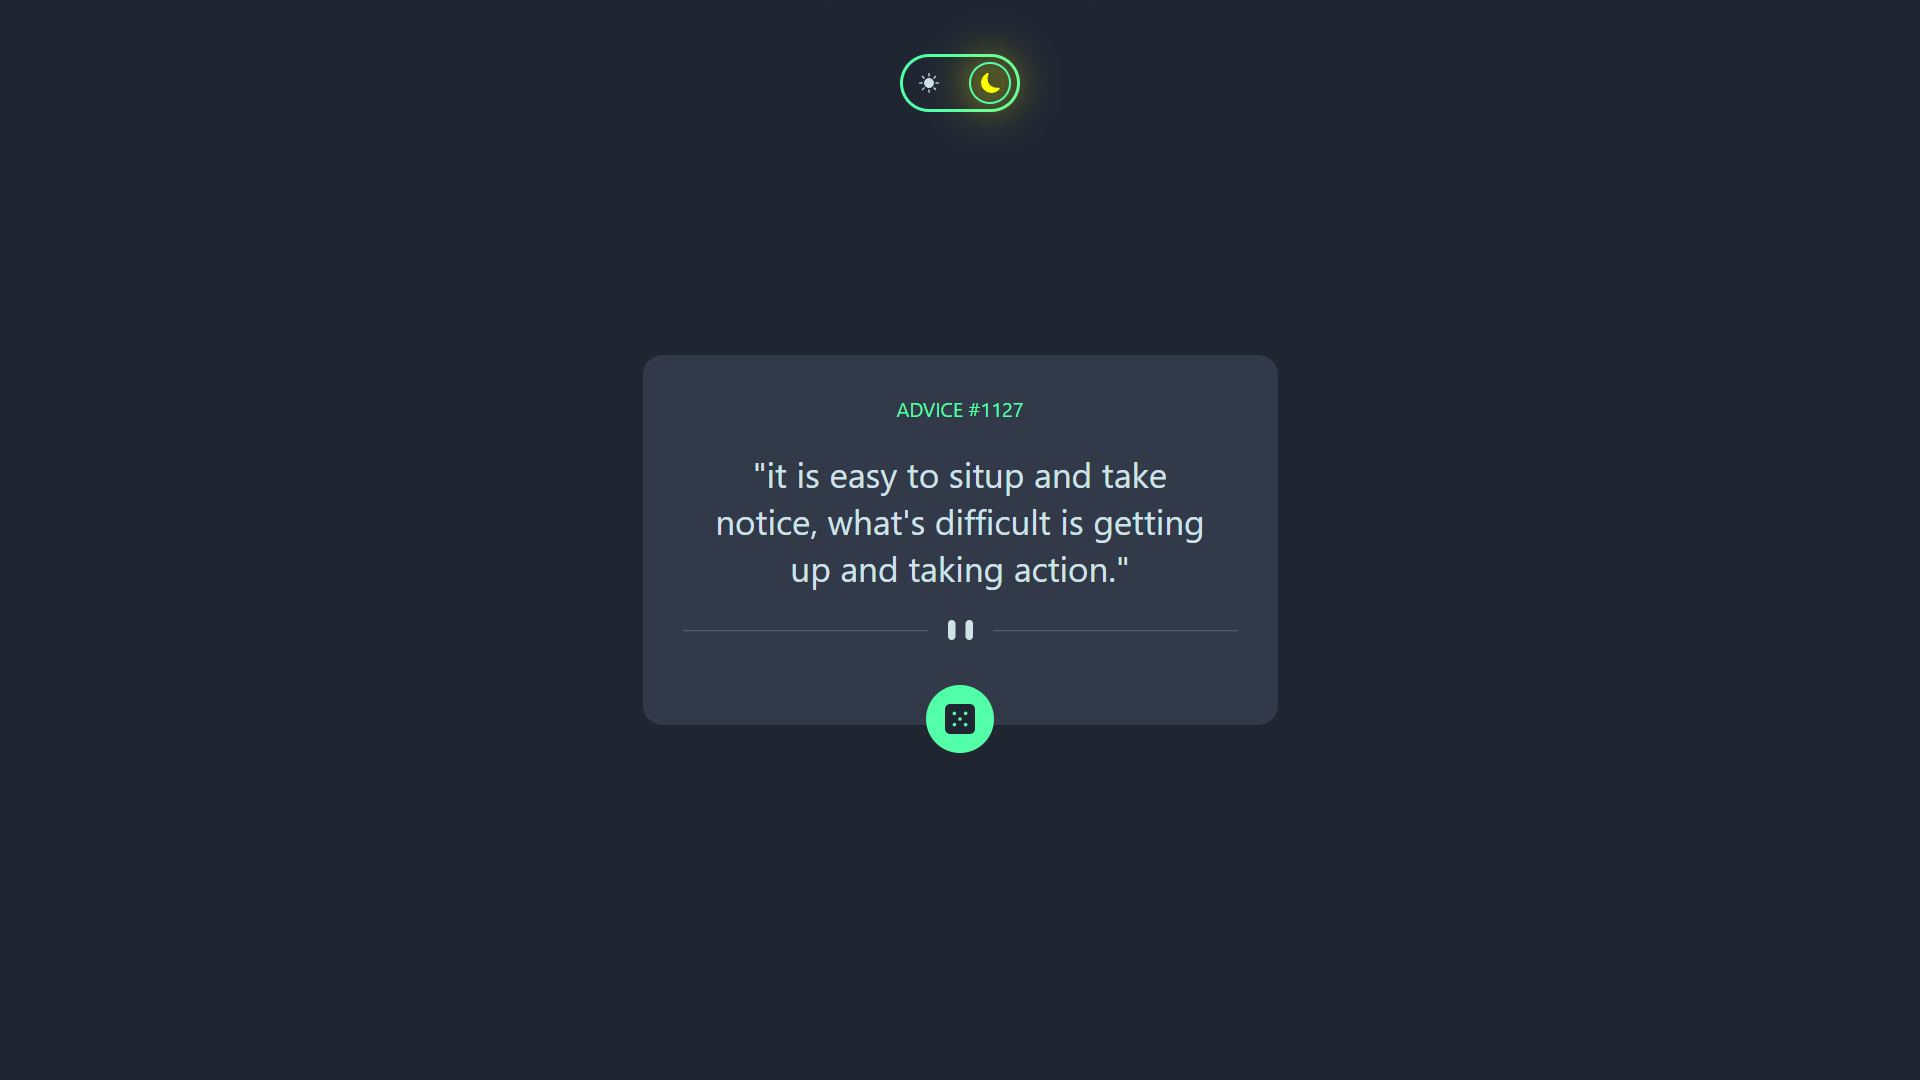 ADVICE #1127
"it is easy to situp and take
notice, what's difficult is getting
up and taking action."